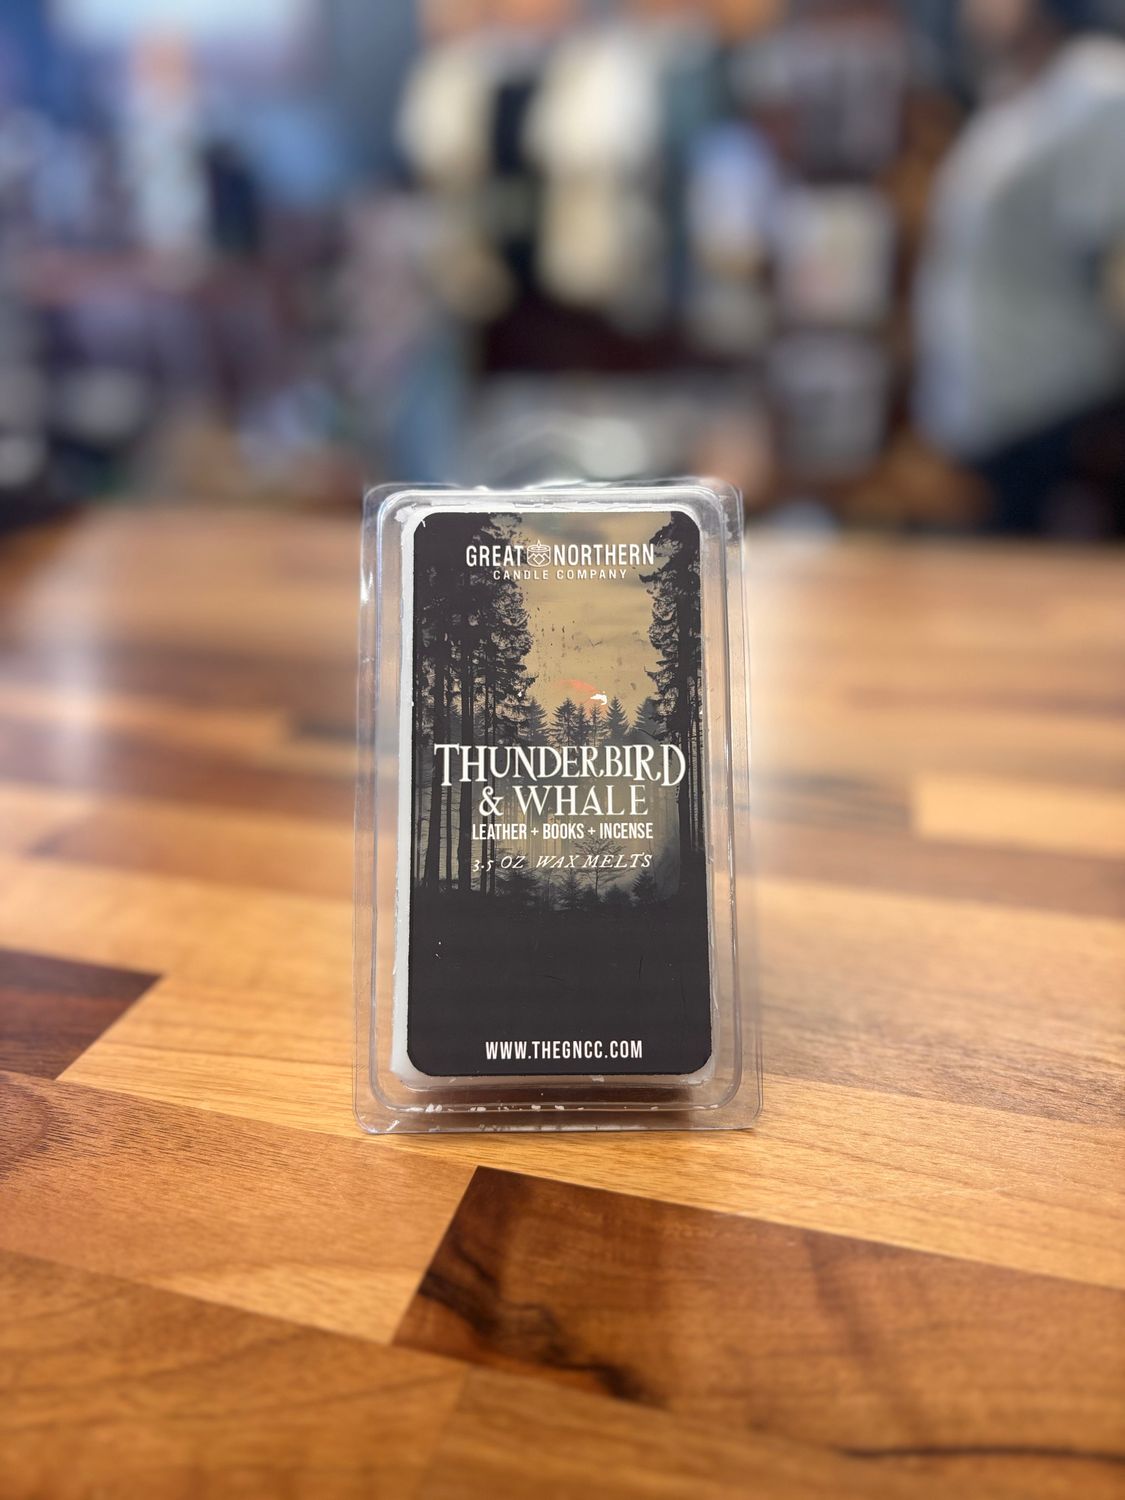 GREAT NORTHERN
CANDLE COMPANY
THUNDERBIRD
& WHALE
LEATHER + BOOKS + INCENSE
3.5 OZ WAX MELTS
WWW.THEGNCC.COM